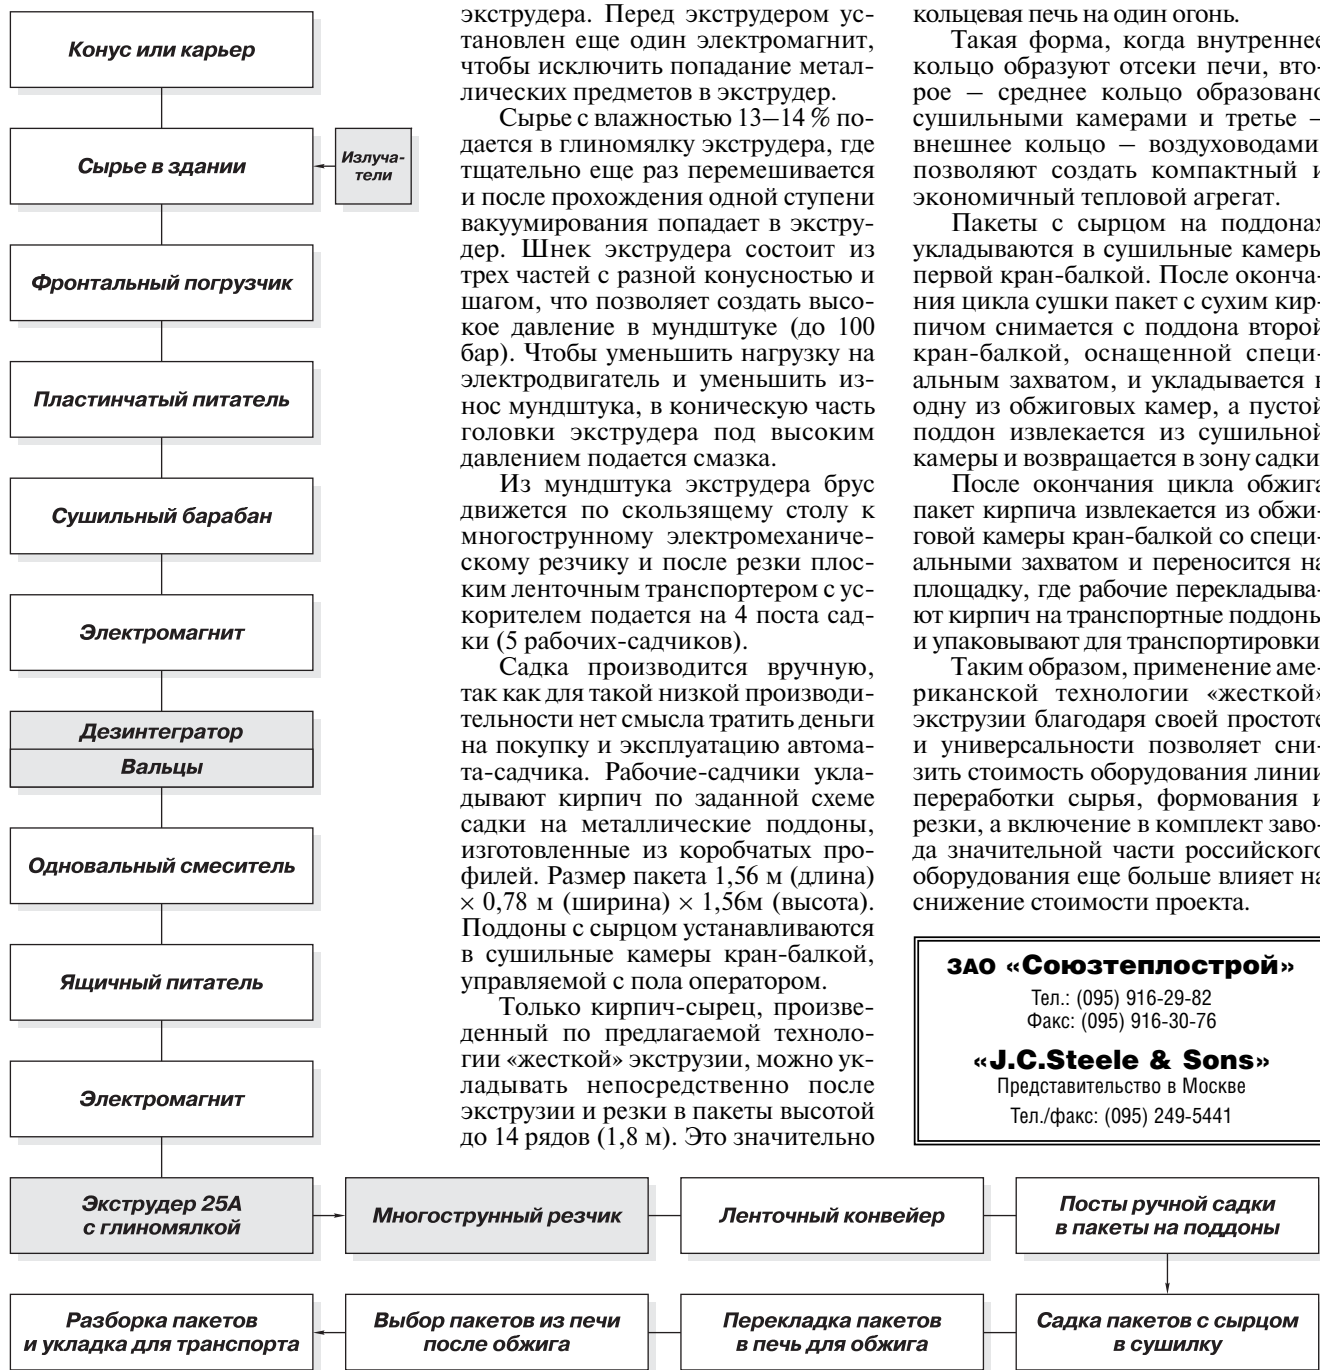 Конус или карьер
Сырье в здании
Излуча-
тели
Фронтальный погрузчик
Пластинчатый питатель
Сушильный барабан
Электромагнит
Дезинтегратор
Вальцы
Одновальный смеситель
Ящичный питатель
Электромагнит
экструдера. Перед экструдером ус-
тановлен еще один электромагнит,
чтобы исключить попадание метал-
лических предметов в экструдер.
Сырье с влажностью 13–14 % по-
дается в глиномялку экструдера, где
тщательно еще раз перемешивается
и после прохождения одной ступени
вакуумирования попадает в экстру-
дер. Шнек экструдера состоит из
трех частей с разной конусностью и
шагом, что позволяет создать высо-
кое давление в мундштуке (до 100
бар). Чтобы уменьшить нагрузку на
электродвигатель и уменьшить из-
нос мундштука, в коническую часть
головки экструдера под высоким
давлением подается смазка.
Из мундштука экструдера брус
движется по скользящему столу к
многострунному электромеханиче-
скому резчику и после резки плос-
ким ленточным транспортером с ус-
корителем подается на 4 поста сад-
ки (5 рабочих-садчиков).
Садка производится вручную,
так как для такой низкой производи-
тельности нет смысла тратить деньги
на покупку и эксплуатацию автома-
та-садчика. Рабочие-садчики укла-
дывают кирпич по заданной схеме
садки на металлические поддоны,
изготовленные из коробчатых про-
филей. Размер пакета 1,56 м (длина)
× 0,78 м (ширина) × 1,56м (высота).
Поддоны с сырцом устанавливаются
в сушильные камеры кран-балкой,
управляемой с пола оператором.
Только кирпич-сырец, произве-
денный по предлагаемой техноло-
гии «жесткой» экструзии, можно ук-
ладывать непосредственно после
экструзии и резки в пакеты высотой
до 14 рядов (1,8 м). Это значительно
кольцевая печь на один огонь.
Такая форма, когда внутреннее
кольцо образуют отсеки печи, вто-
рое – среднее кольцо образовано
сушильными камерами и третье –
внешнее кольцо – воздуховодами
позволяют создать компактный и
экономичный тепловой агрегат.
Пакеты с сырцом на поддонах
укладываются в сушильные камеры
первой кран-балкой. После оконча-
ния цикла сушки пакет с сухим кир-
пичом снимается с поддона второй
кран-балкой, оснащенной специ-
альным захватом, и укладывается в
одну из обжиговых камер, а пустой
поддон извлекается из сушильной
камеры и возвращается в зону садки
После окончания цикла обжига
пакет кирпича извлекается из обжи-
говой камеры кран-балкой со специ-
альными захватом и переносится на
площадку, где рабочие перекладыва-
ют кирпич на транспортные поддоны
и упаковывают для транспортировки
Таким образом, применение аме-
риканской технологии «жесткой»
экструзии благодаря своей простоте
и универсальности позволяет сни-
зить стоимость оборудования линии
переработки сырья, формования и
резки, а включение в комплект заво-
да значительной части российского
оборудования еще больше влияет на
снижение стоимости проекта.
ЗАО «Союзтеплострой»
Тел.: (095) 916-29-82
Факс: (095) 916-30-76
«J.C.Steele & Sons»
Представительство в Москве
Тел./факс: (095) 249-5441
Экструдер 25А
с глиномялкой
Многострунный резчик
Ленточный конвейер
Посты ручной садки
в пакеты на поддоны
Разборка пакетов
и укладка для транспорта
Выбор пакетов из печи
после обжига
Перекладка пакетов
в печь для обжига
Садка пакетов с сырцом
в сушилку